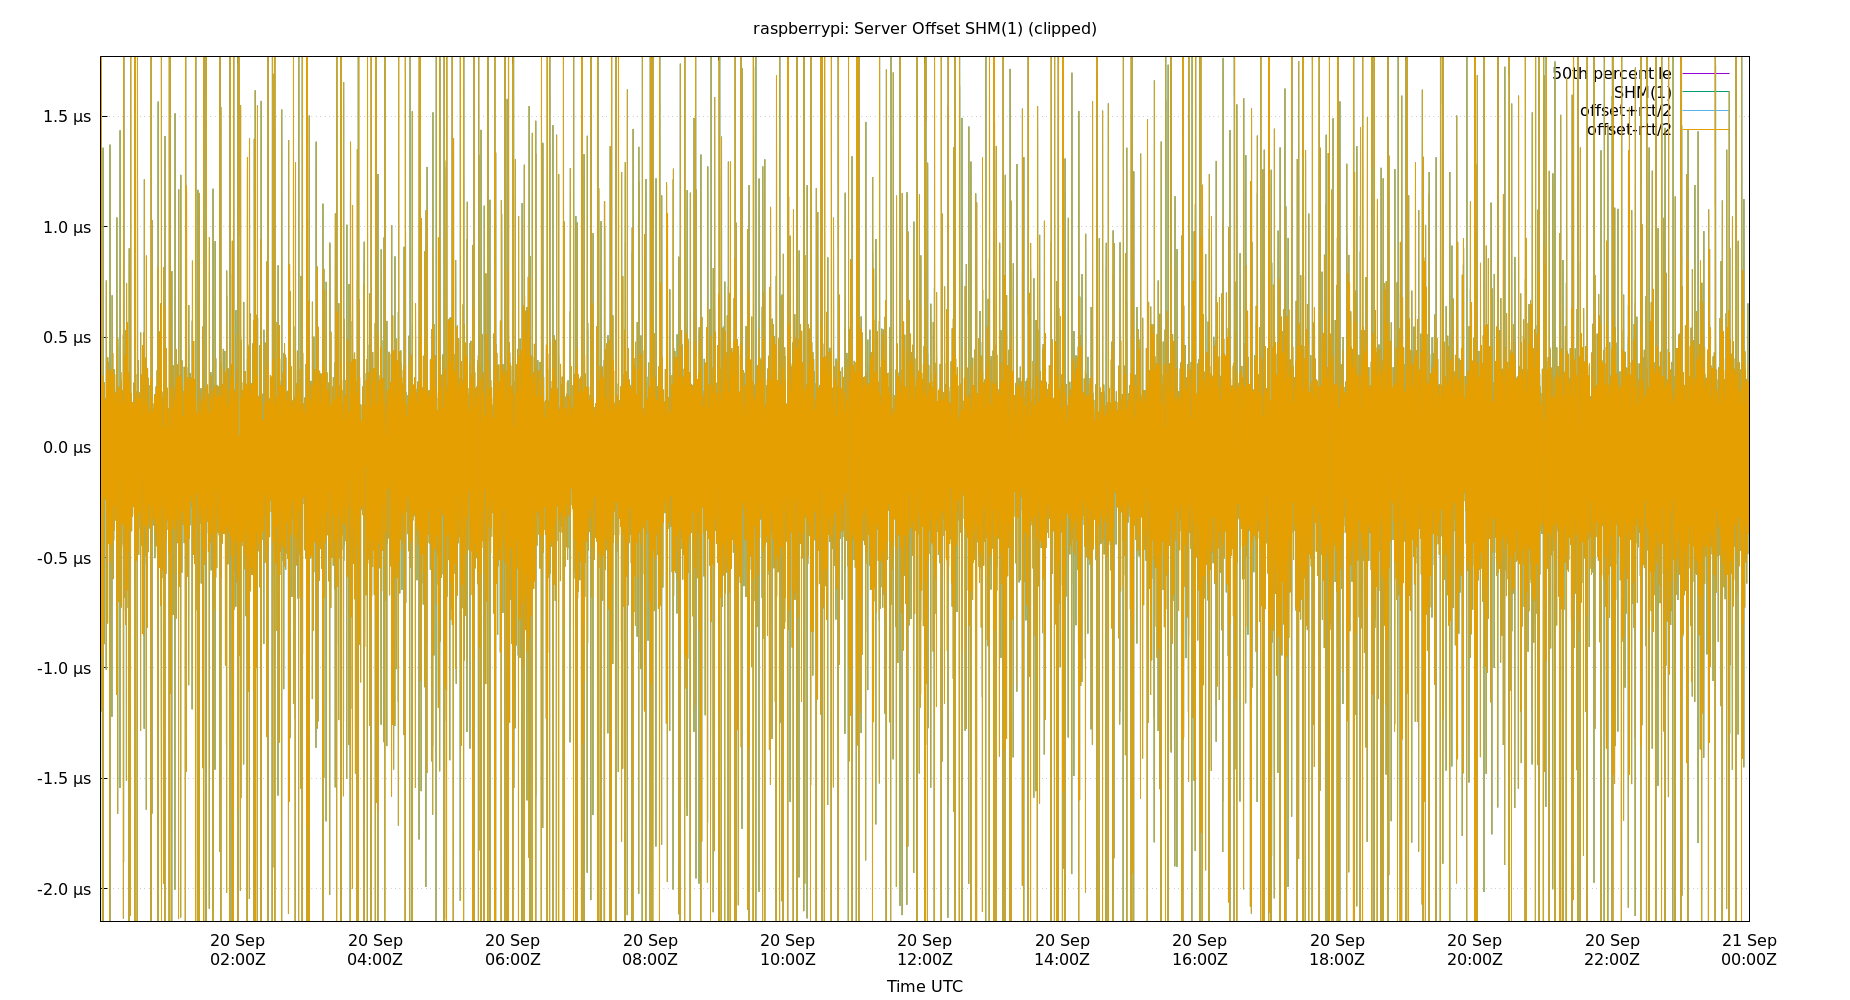 raspberrypi: Server Offset SHM(1) (clipped)
50th percentile
SHM(1)
offset+rtt/2
offset-rtt/2
1.5 µs
1.0 µs
0.5 µs
0.0 µs
-0.5 µs
-1.0 µs
-1.5 µs
-2.0 µs
20 Sep 20 Sep 20 Sep 20 Sep 20 Sep 20 Sep 20 Sep 20 Sep 20 Sep 20 Sep 20 Sep 21 Sep
02:00Z 04:00Z 06:00Z 08:00Z 10:00Z 12:00Z 14:00Z 16:00Z 18:00Z 20:00Z 22:00Z 00:00Z
Time UTC